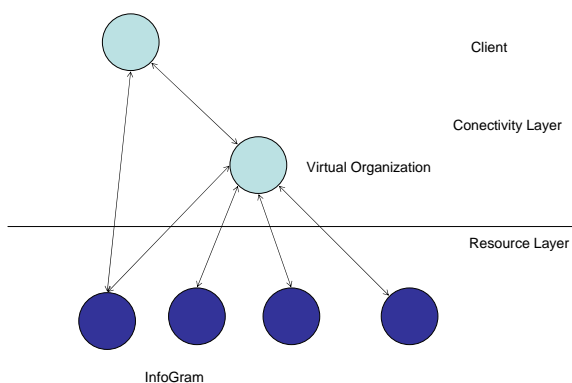 Client
Conectivity Layer
Virtual Organization
Resource Layer
InfoGram